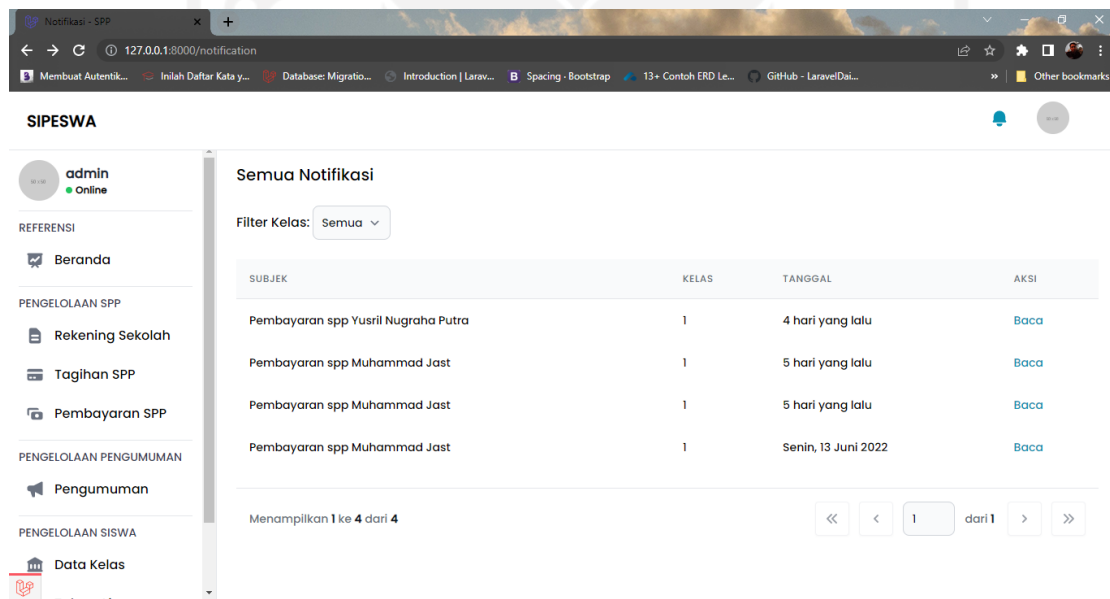 Notifikasi - SPP
127.0.0.1:8000/notification
Membuat Autentik... Inilah Daftar Kata y... Database: Migratio... Introduction | Larav... Spacing · Bootstrap 13+ Contoh ERD Le... GitHub - LaravelDai... » Other bookmarks
SIPESWA
admin
Online
REFERENSI
Beranda
PENGELOLAAN SPP
Rekening Sekolah
Tagihan SPP
Pembayaran SPP
PENGELOLAAN PENGUMUMAN
Pengumuman
PENGELOLAAN SISWA
Data Kelas
Semua Notifikasi
Filter Kelas: Semua
SUBJEK KELAS TANGGAL AKSI
Pembayaran spp Yusril Nugraha Putra 1 4 hari yang lalu Baca
Pembayaran spp Muhammad Jast 1 5 hari yang lalu Baca
Pembayaran spp Muhammad Jast 1 5 hari yang lalu Baca
Pembayaran spp Muhammad Jast 1 Senin, 13 Juni 2022 Baca
Menampilkan 1 ke 4 dari 4
1 dari 1